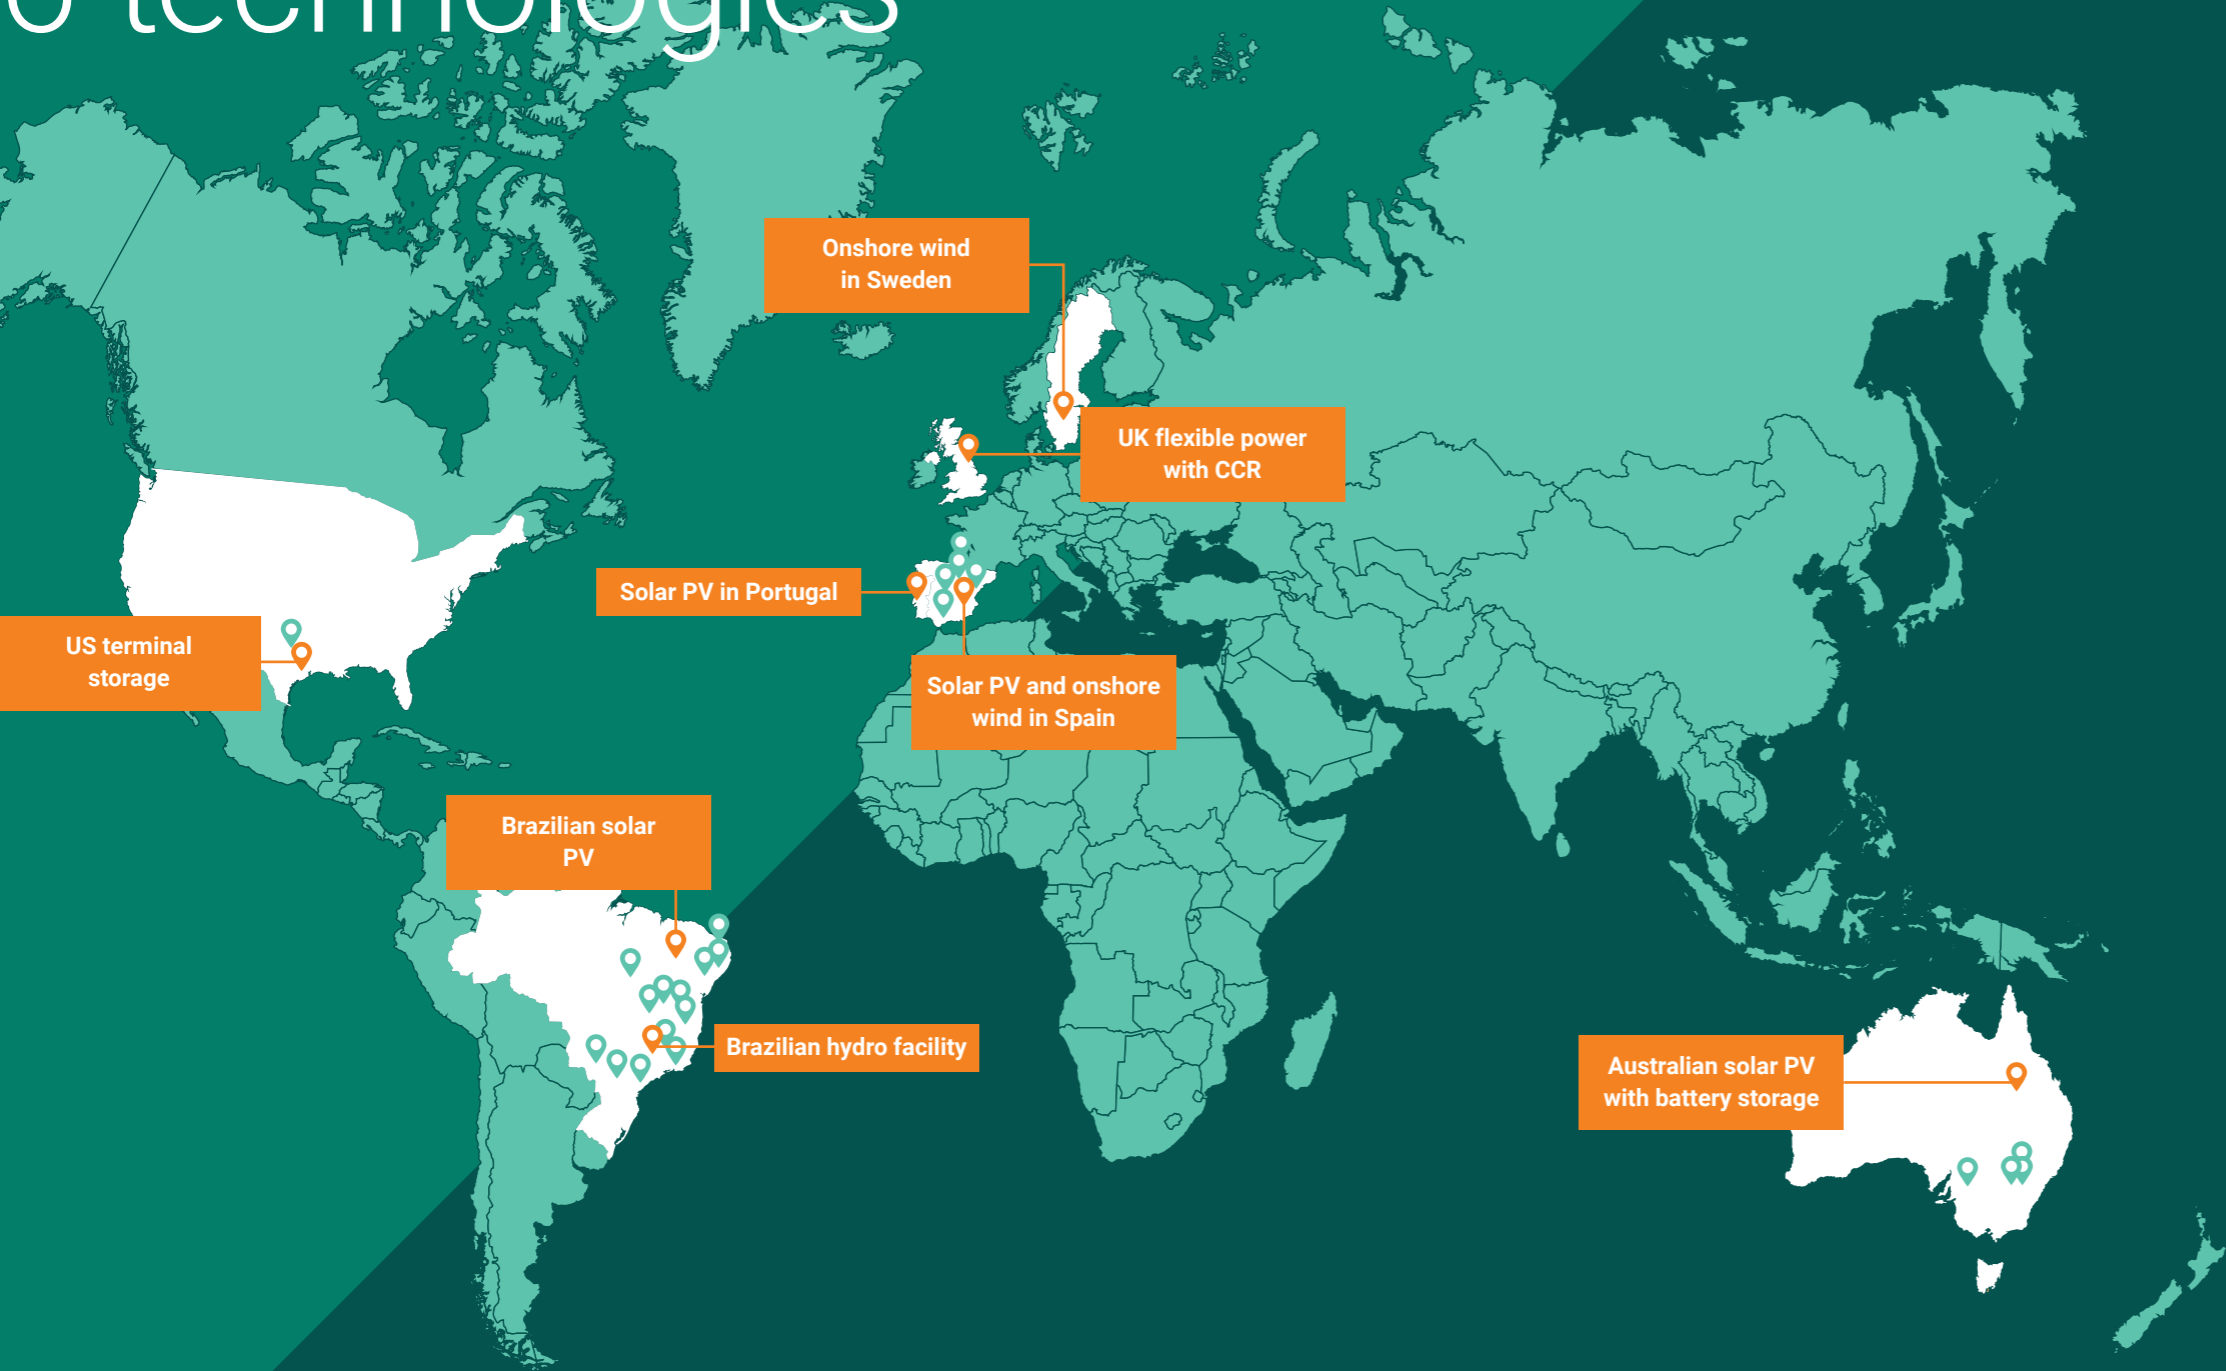 technologies
Onshore wind
in Sweden
UK flexible power
with CCR
Solar PV in Portugal
US terminal
storage
Solar PV and onshore
wind in Spain
Brazilian solar
PV
Brazilian hydro facility
Australian solar PV
with battery storage